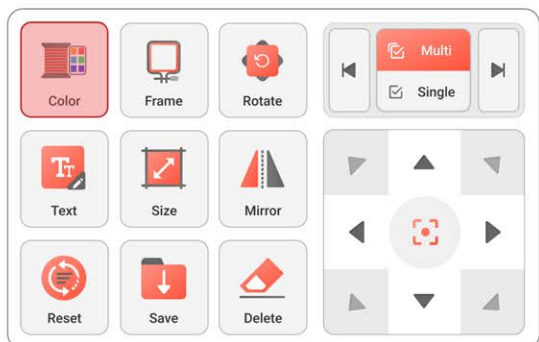 Color
Frame
Rotate
Multi
Single
Text
Size
Mirror
Reset
Save
Delete